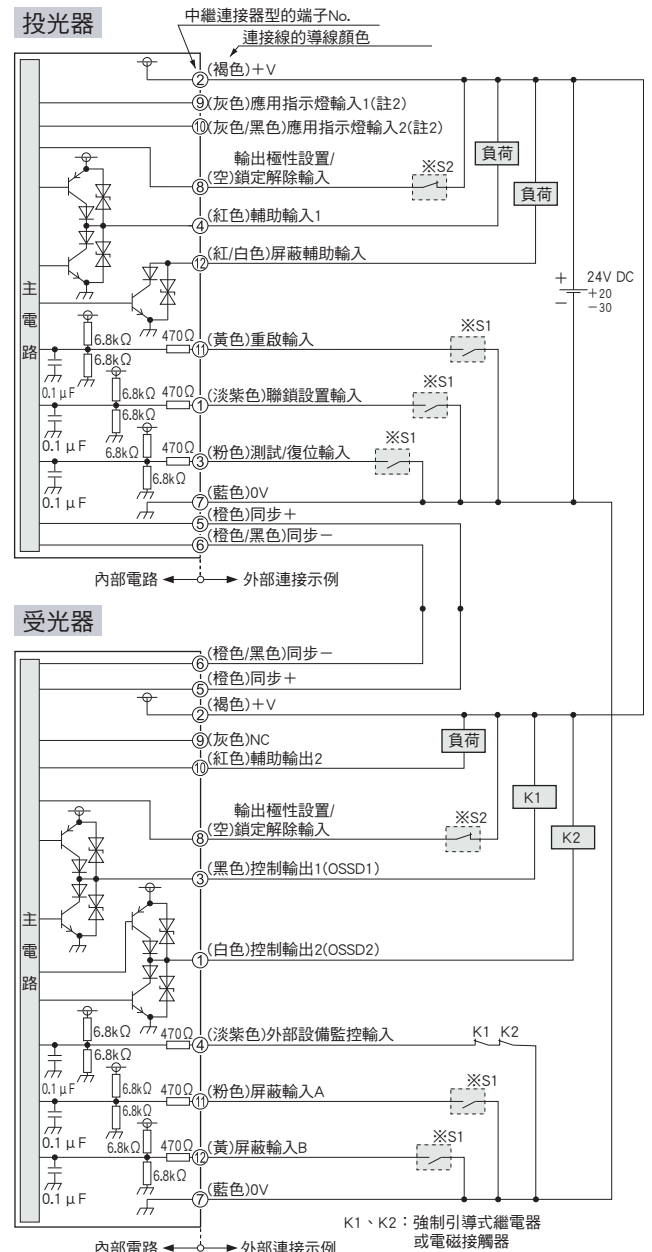 投光器
中繼連接器型的端子No.
連接線的導線顏色
②(褐色)+V
⑨(灰色)應用指示燈輸入1(註2)
⑩(灰色/黑色)應用指示燈輸入2(註2)
輸出極性設置/
⑧(空)鎖定解除輸入
※S2
負荷
負荷
④(紅色)輔助輸入1
⑫(紅/白色)屏蔽輔助輸入
+
−
24V DC
+20
−30
主電路
6.8kΩ
470Ω
⑪(黃色)重啟輸入
※S1
6.8kΩ
0.1μF
6.8kΩ
470Ω
①(淡紫色)聯鎖設置輸入
※S1
6.8kΩ
0.1μF
6.8kΩ
470Ω
③(粉色)測試/復位輸入
※S1
6.8kΩ
0.1μF
⑦(藍色)0V
⑤(橙色)同步+
⑥(橙色/黑色)同步−
內部電路
外部連接示例
受光器
⑥(橙色/黑色)同步−
⑤(橙色)同步+
②(褐色)+V
⑨(灰色)NC
⑩(紅色)輔助輸出2
負荷
K1
K2
輸出極性設置/
⑧(空)鎖定解除輸入
※S2
③(黑色)控制輸出1(OSSD1)
①(白色)控制輸出2(OSSD2)
主電路
6.8kΩ
470Ω
④(淡紫色)外部設備監控輸入
K1 K2
6.8kΩ
0.1μF
6.8kΩ
470Ω
⑪(粉色)屏蔽輸入A
※S1
6.8kΩ
0.1μF
6.8kΩ
470Ω
⑫(黃)屏蔽輸入B
※S1
6.8kΩ
0.1μF
⑦(藍色)0V
K1、K2：強制引導式繼電器
或電磁接觸器
內部電路
外部連接示例